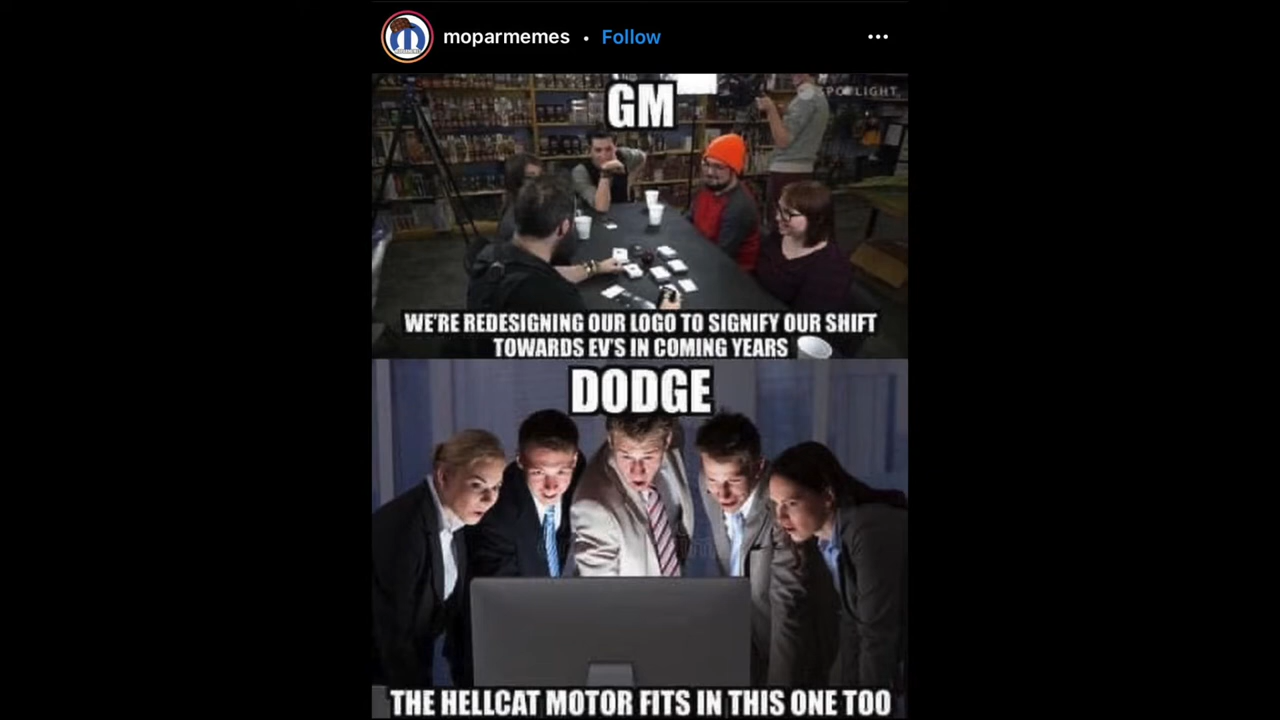 moparmemes • Follow
SPOTLIGHT
GM
WE'RE REDESIGNING OUR LOGO TO SIGNIFY OUR SHIFT
TOWARDS EV'S IN COMING YEARS
DODGE
THE HELLCAT MOTOR FITS IN THIS ONE TOO